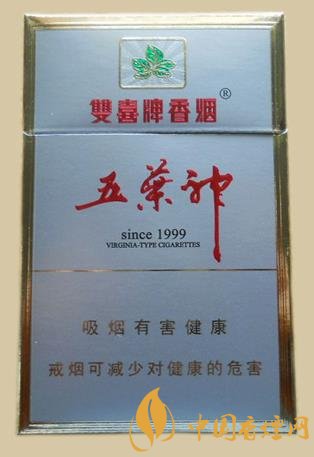 雙喜牌香烟®
五葉神
since 1999
VIRGINIA-TYPE CIGARETTES
吸烟有害健康
戒烟可减少对健康的危害
中国香烟网